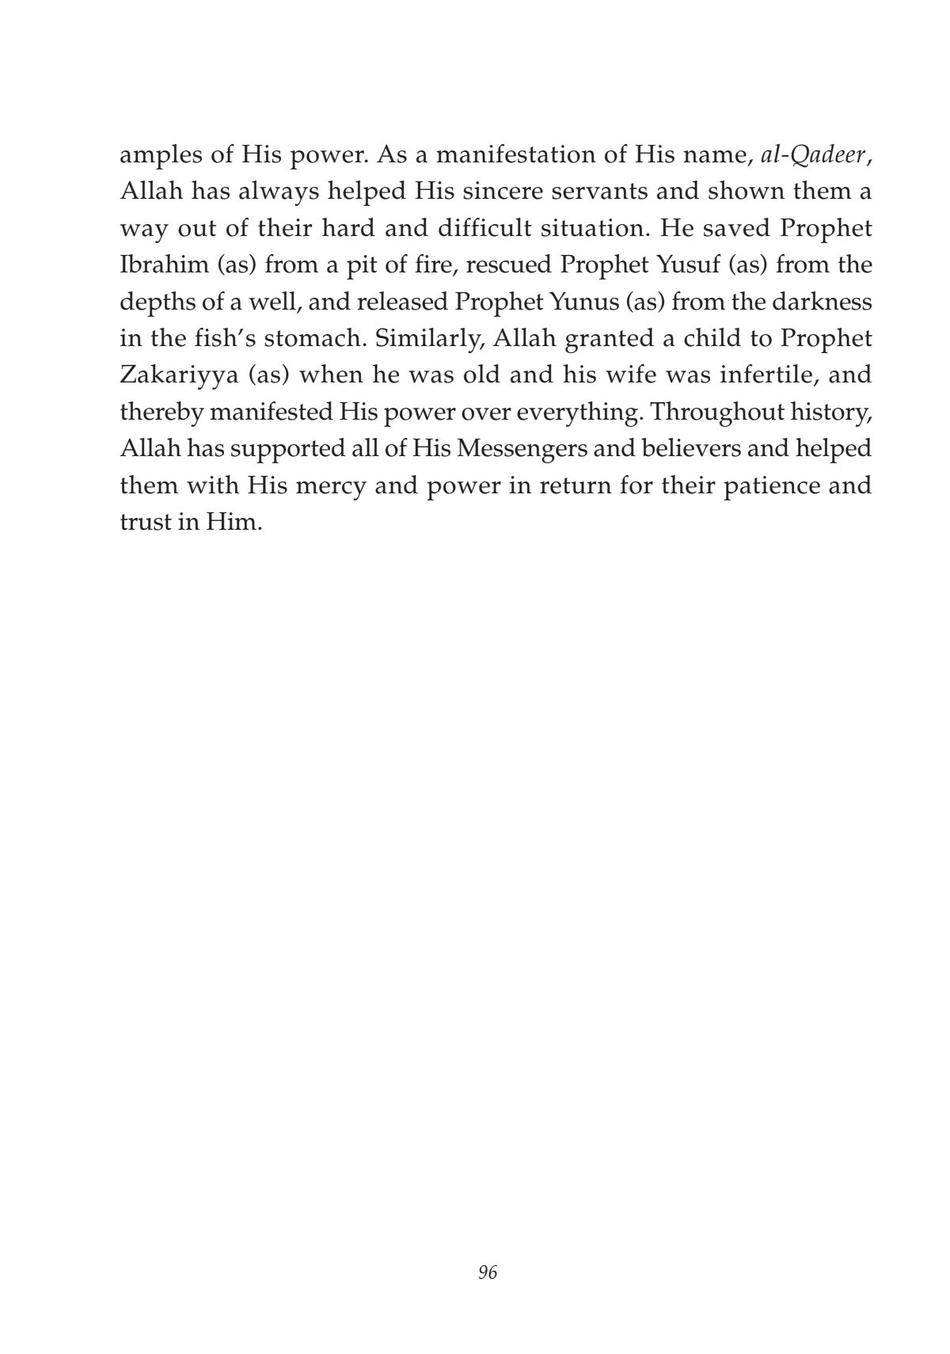 amples of His power. As a manifestation of His name, al-Qadeer,
Allah has always helped His sincere servants and shown them a
way out of their hard and difficult situation. He saved Prophet
Ibrahim (as) from a pit of fire, rescued Prophet Yusuf (as) from the
depths of a well, and released Prophet Yunus (as) from the darkness
in the fish’s stomach. Similarly, Allah granted a child to Prophet
Zakariyya (as) when he was old and his wife was infertile, and
thereby manifested His power over everything. Throughout history,
Allah has supported all of His Messengers and believers and helped
them with His mercy and power in return for their patience and
trust in Him.
96